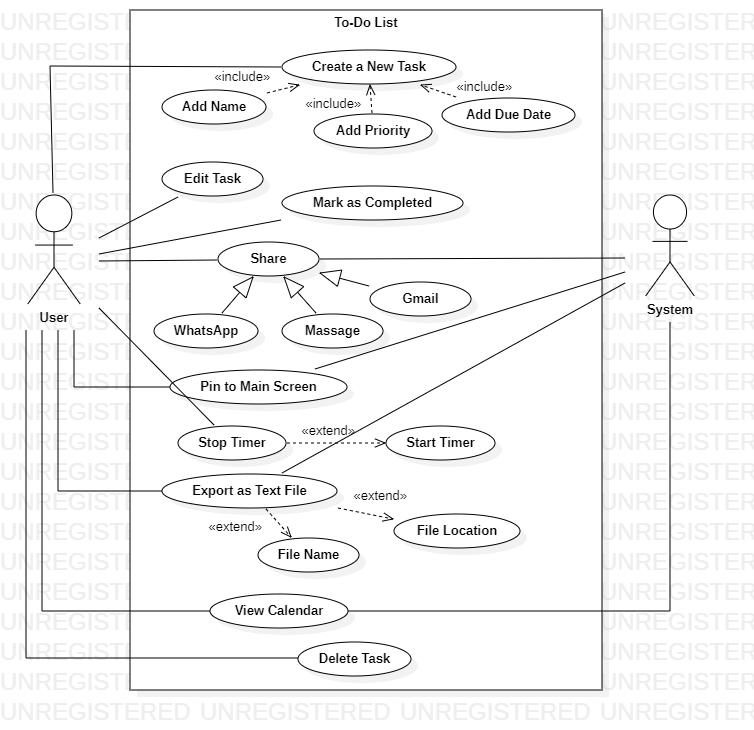 To-Do List
Create a New Task
«include»
Add Name
«include»
Add Priority
«include»
Add Due Date
Edit Task
Mark as Completed
Share
Gmail
WhatsApp
Massage
User
System
Pin to Main Screen
Stop Timer
«extend»
Start Timer
Export as Text File
«extend»
File Location
«extend»
File Name
View Calendar
Delete Task
UNREGISTERED UNREGISTERED UNREGISTERED UNREGISTERED